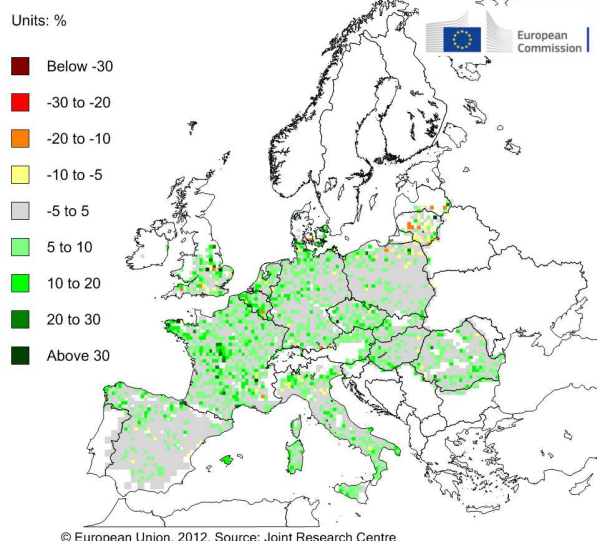 Units: %
European
Commission
Below -30
-30 to -20
-20 to -10
-10 to -5
-5 to 5
5 to 10
10 to 20
20 to 30
Above 30
© European Union, 2012. Source: Joint Research Centre